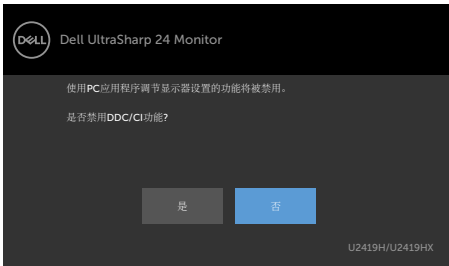 DELL
Dell UltraSharp 24 Monitor
使用PC应用程序调节显示器设置的功能将被禁用。
是否禁用DDC/CI功能?
是
否
U2419H/U2419HX